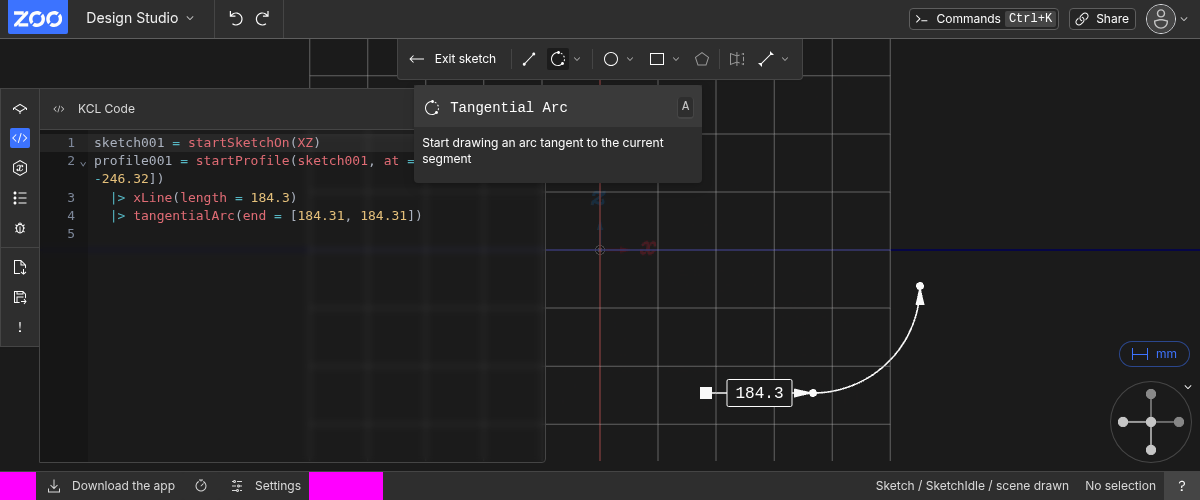 ZOO
Design Studio
Commands Ctrl+K
Share
Exit sketch
KCL Code
Tangential Arc A
Start drawing an arc tangent to the current
segment
1 sketch001 = startSketchOn(XZ)
2 profile001 = startProfile(sketch001, at =
-246.32])
3 |> xLine(length = 184.3)
4 |> tangentialArc(end = [184.31, 184.31])
5
z
x
184.3
mm
Download the app
Settings
Sketch / SketchIdle / scene drawn
No selection
?